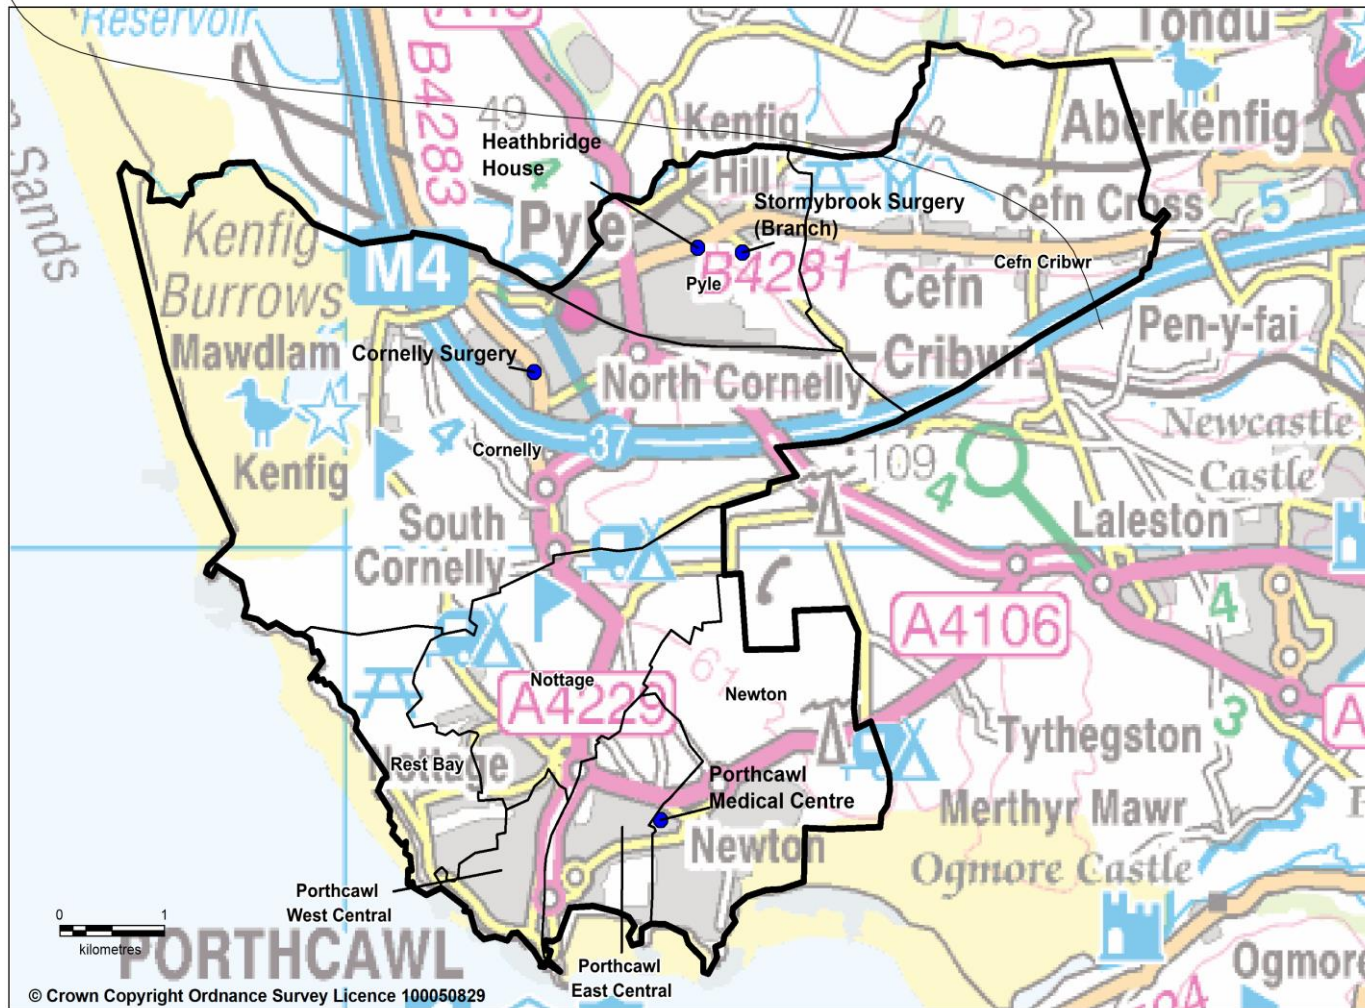 Reservoir
A48
122
Tondu
B4283
49
Heathbridge
House
4
Kenfig
Hill
Aberkenfig
Sands
Kenfig
Burrows
Pyle
Stormybrook Surgery
(Branch)
Cefn Cross
5
M4
Pyle
B4281
Cefn Cribwr
Cefn
Cribwr
Pen-y-fai
Mawdlam
Cornelly Surgery
North Cornelly
Newcastle
Castle
Kenfig
4
Cornelly
37
109
4
Laleston
South
Cornelly
A4106
4
Nottage
61
Newton
A4229
3
Tythegston
Rest Bay
Nottage
Porthcawl
Medical Centre
Merthyr Mawr
Newton
Ogmore Castle
Porthcawl
West Central
0 1
kilometres
PORTHCAWL
Porthcawl
East Central
Ogmore
© Crown Copyright Ordnance Survey Licence 100050829